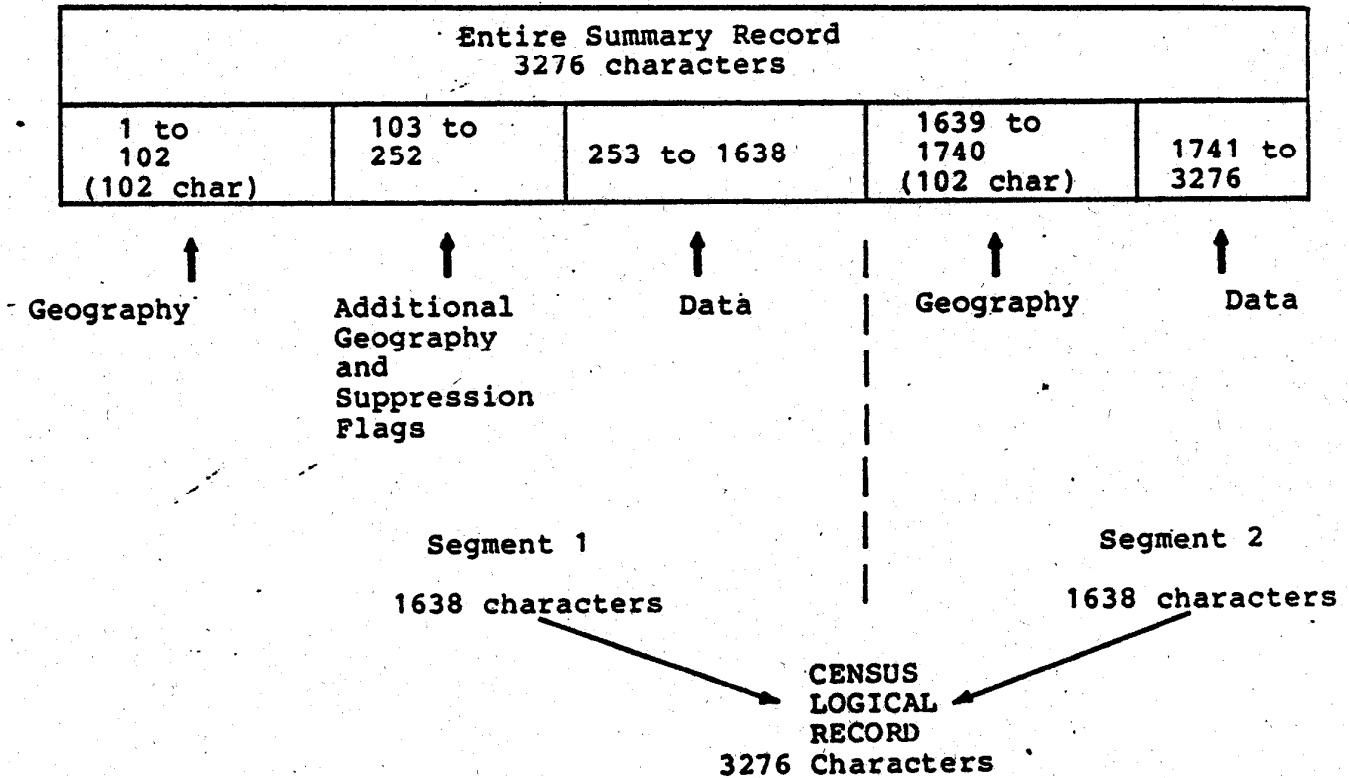 Entire Summary Record
3276 characters
1 to
102
(102 char)
103 to
252
253 to 1638
1639 to
1740
(102 char)
1741 to
3276
Geography
Additional
Geography
and
Suppression
Flags
Data
Geography
Data
Segment 1
1638 characters
Segment 2
1638 characters
CENSUS
LOGICAL
RECORD
3276 Characters